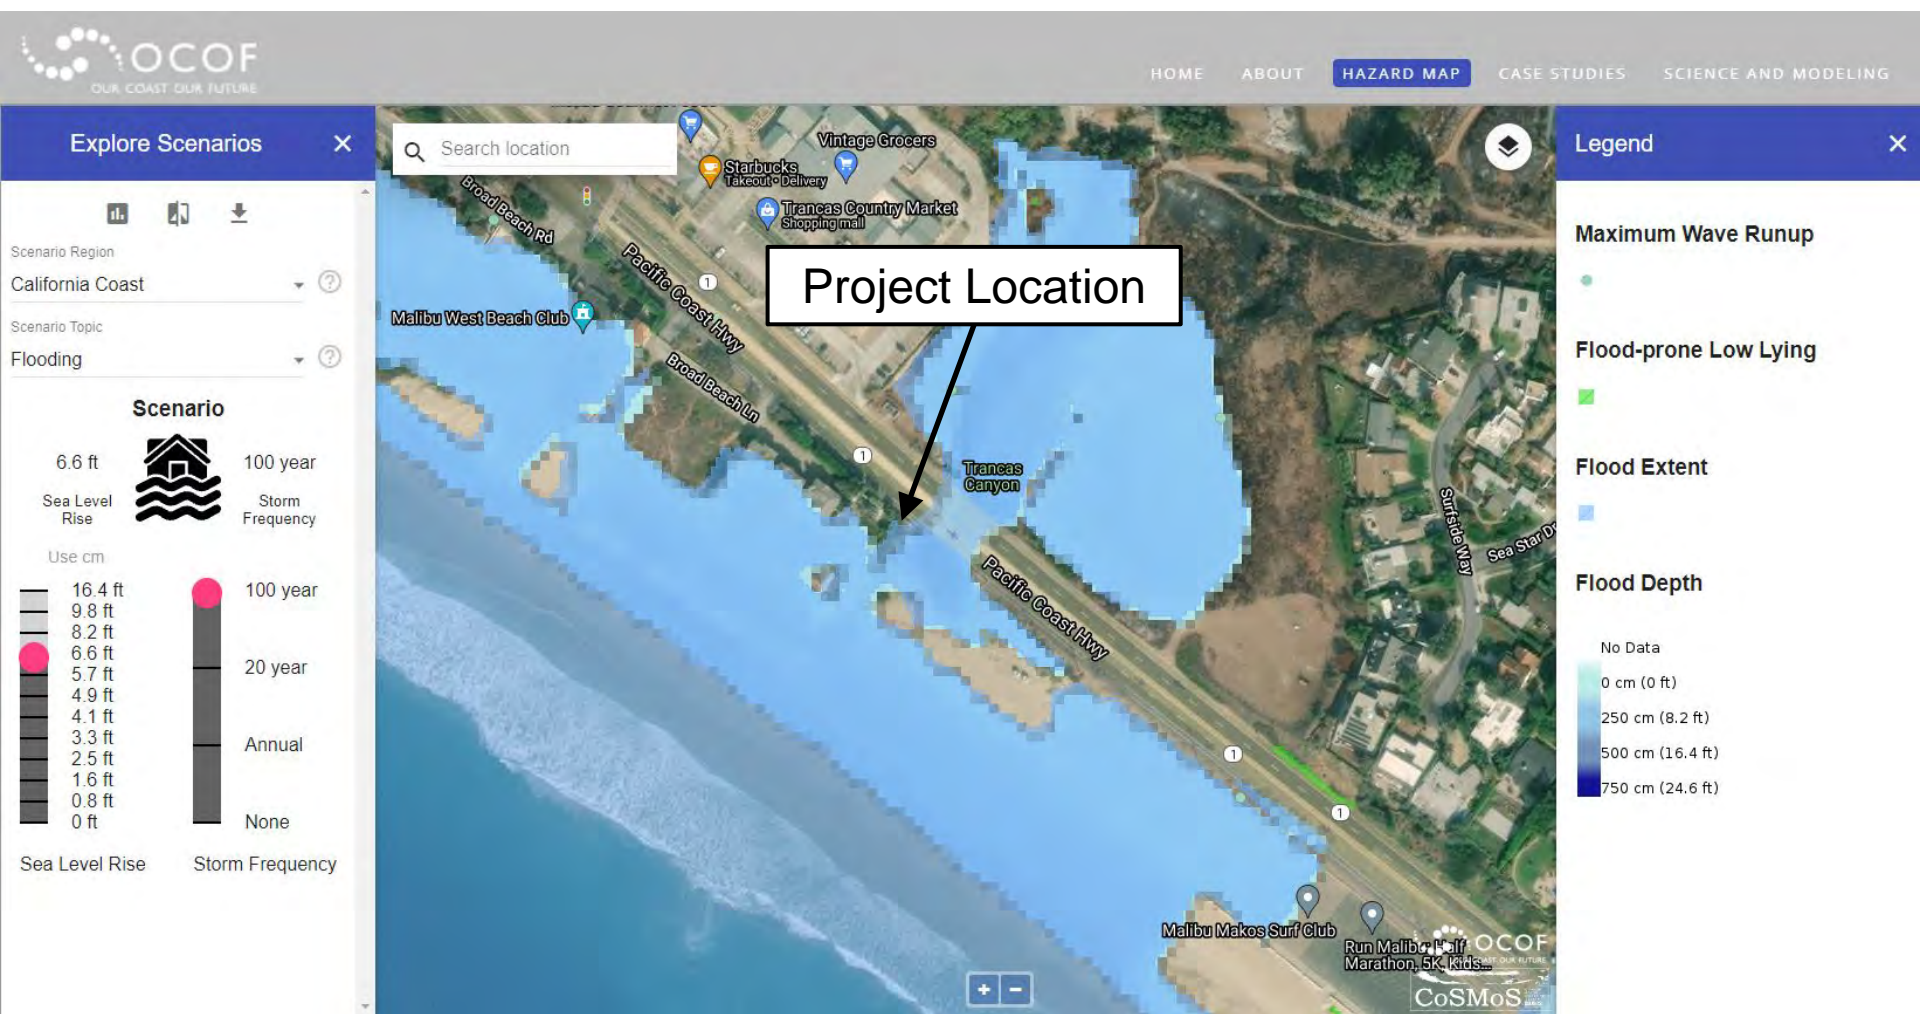 OCOF
OUR COAST OUR FUTURE
HOME
ABOUT
HAZARD MAP
CASE STUDIES
SCIENCE AND MODELING
Explore Scenarios
Scenario Region
California Coast
Scenario Topic
Flooding
Scenario
6.6 ft
100 year
Sea Level
Rise
Storm
Frequency
Use cm
16.4 ft
9.8 ft
8.2 ft
6.6 ft
5.7 ft
4.9 ft
4.1 ft
3.3 ft
2.5 ft
1.6 ft
0.8 ft
0 ft
100 year
20 year
Annual
None
Sea Level Rise
Storm Frequency
Search location
Vintage Grocers
Starbucks
Takeout • Delivery
Trancas Country Market
Shopping mall
Broad Beach Rd
Pacific Coast Hwy
1
Project Location
Malibu West Beach Club
Broad Beach Ln
1
Trancas
Canyon
Surfside Way
Sea Star Dr
Pacific Coast Hwy
1
1
Malibu Makos Surf Club
Run Malibu Half
Marathon, 5K, Kids...
OCOF
OUR COAST OUR FUTURE
CoSMoS
Legend
Maximum Wave Runup
Flood-prone Low Lying
Flood Extent
Flood Depth
No Data
0 cm (0 ft)
250 cm (8.2 ft)
500 cm (16.4 ft)
750 cm (24.6 ft)